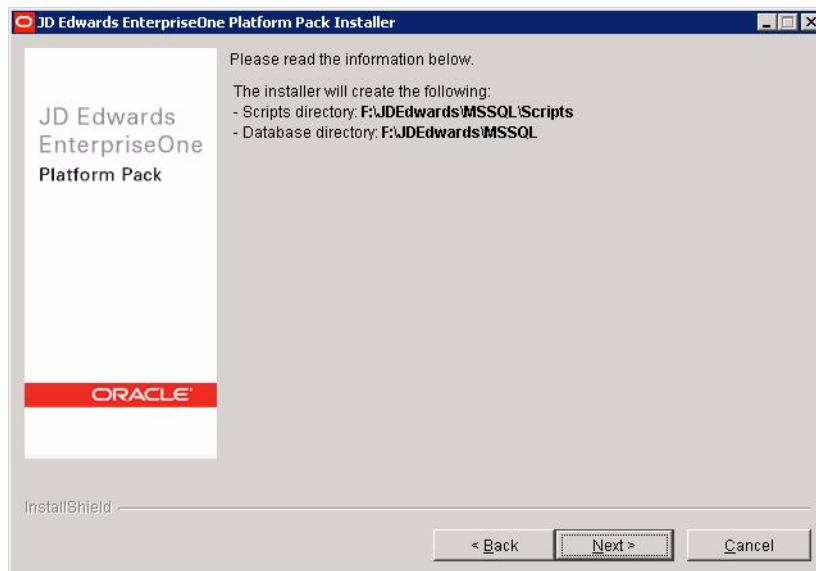 JD Edwards EnterpriseOne Platform Pack Installer
JD Edwards
EnterpriseOne
Platform Pack
ORACLE
Please read the information below.
The installer will create the following:
- Scripts directory: F:\JDEdwards\MSSQL\Scripts
- Database directory: F:\JDEdwards\MSSQL
InstallShield
< Back
Next >
Cancel